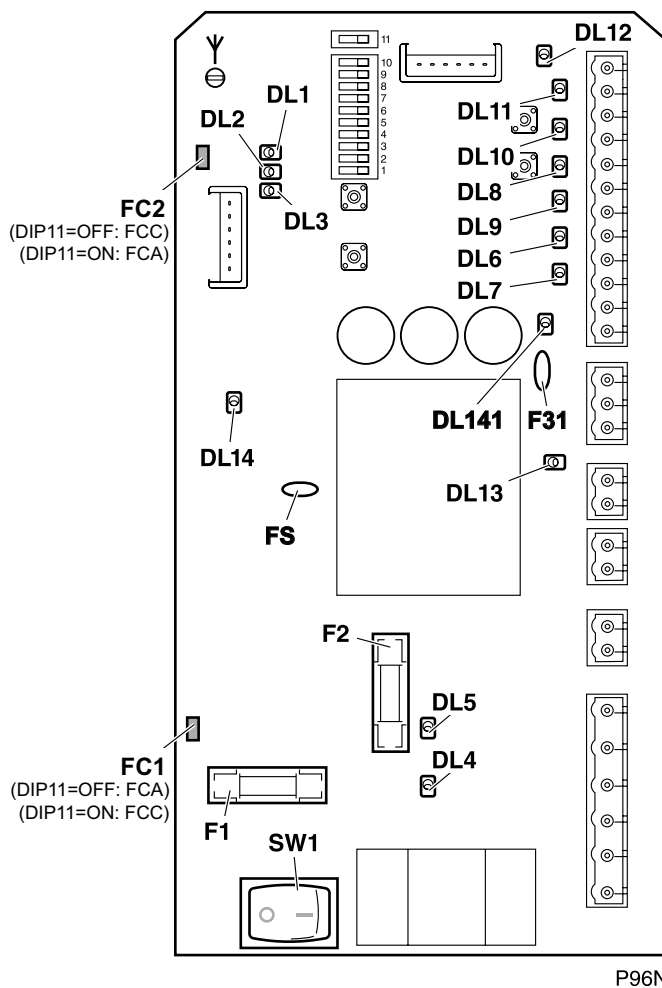 DL12
11
10
9
8
7
6
5
4
3
2
1
DL1
DL2
DL3
DL11
DL10
DL8
DL9
DL6
DL7
FC2
(DIP11=OFF: FCC)
(DIP11=ON: FCA)
DL141
F31
DL14
DL13
FS
F2
DL5
DL4
FC1
(DIP11=OFF: FCA)
(DIP11=ON: FCC)
F1
SW1
P96N